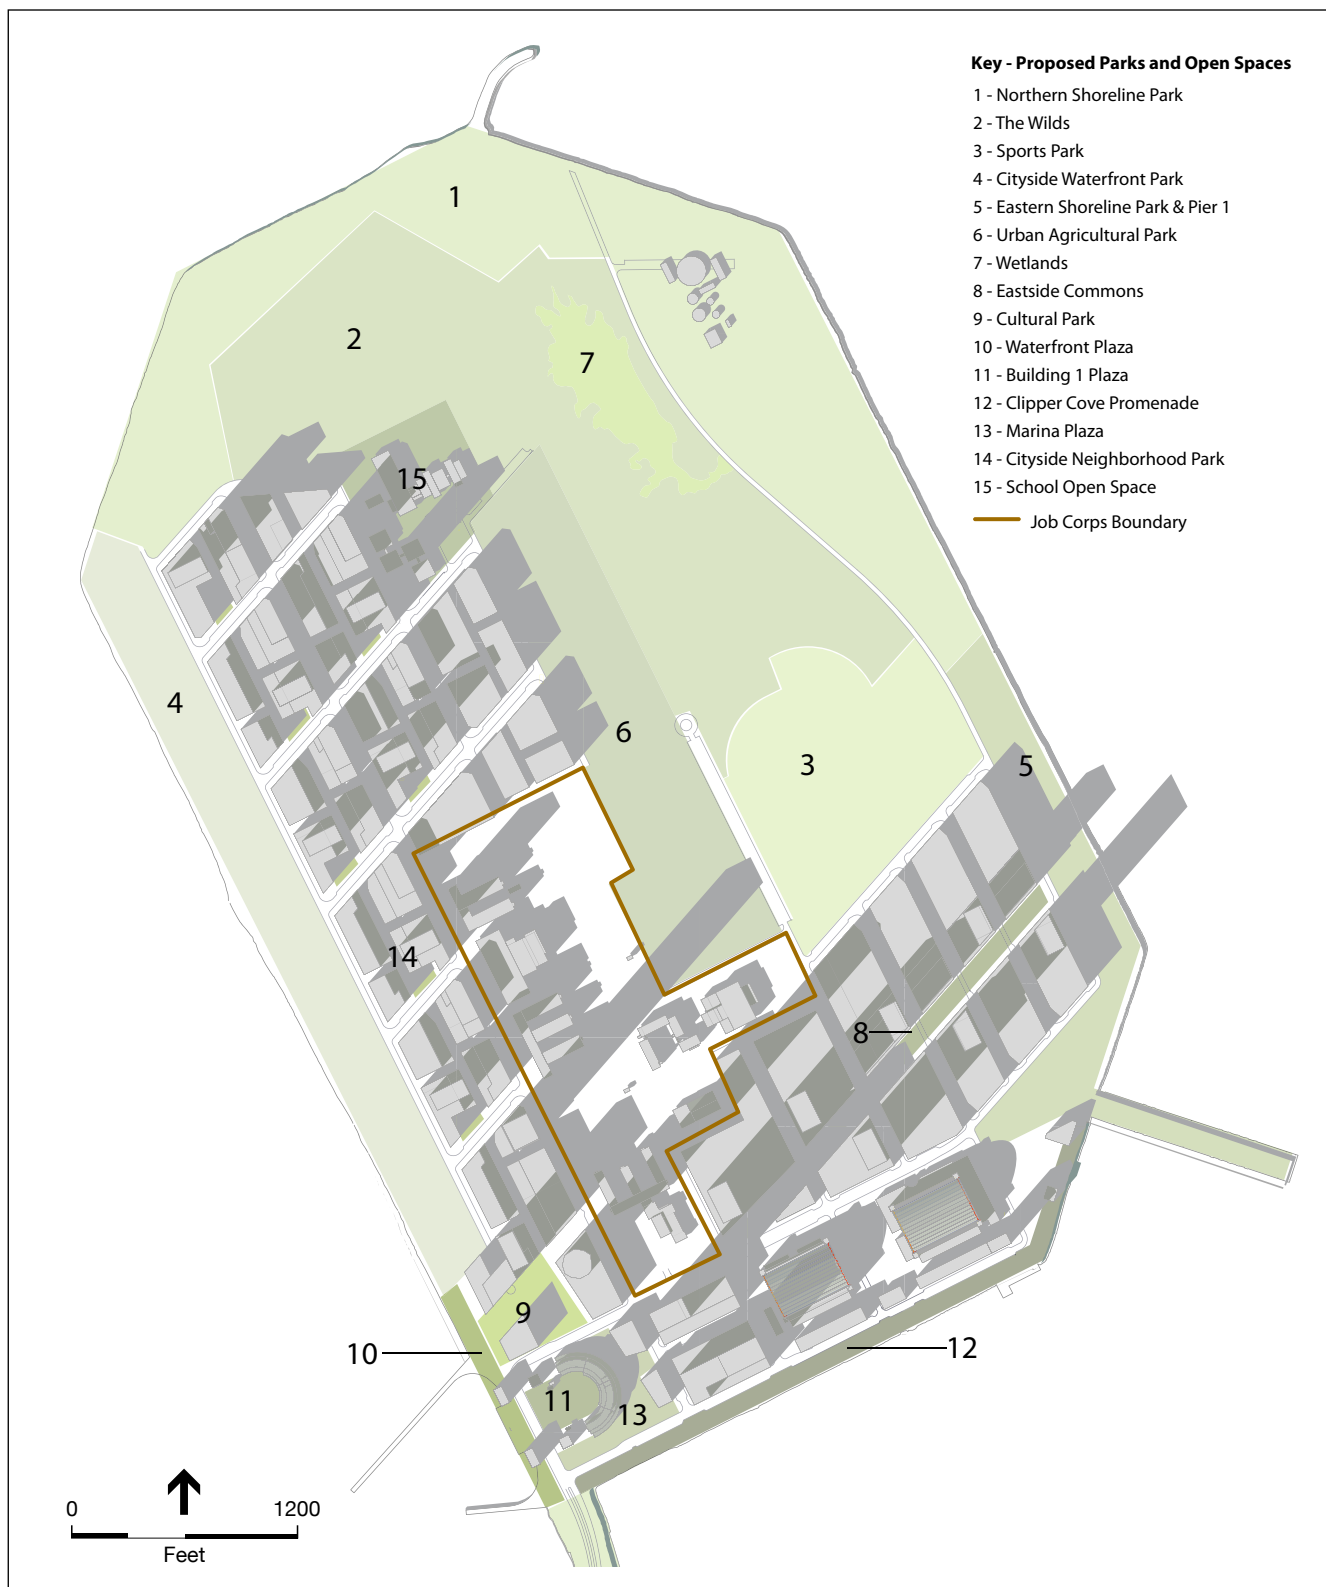 Key - Proposed Parks and Open Spaces
1 - Northern Shoreline Park
2 - The Wilds
3 - Sports Park
4 - Cityside Waterfront Park
5 - Eastern Shoreline Park & Pier 1
6 - Urban Agricultural Park
7 - Wetlands
8 - Eastside Commons
9 - Cultural Park
10 - Waterfront Plaza
11 - Building 1 Plaza
12 - Clipper Cove Promenade
13 - Marina Plaza
14 - Cityside Neighborhood Park
15 - School Open Space
Job Corps Boundary
1
2
7
15
4
6
3
5
14
8
9
10
12
11
13
0 1200
Feet